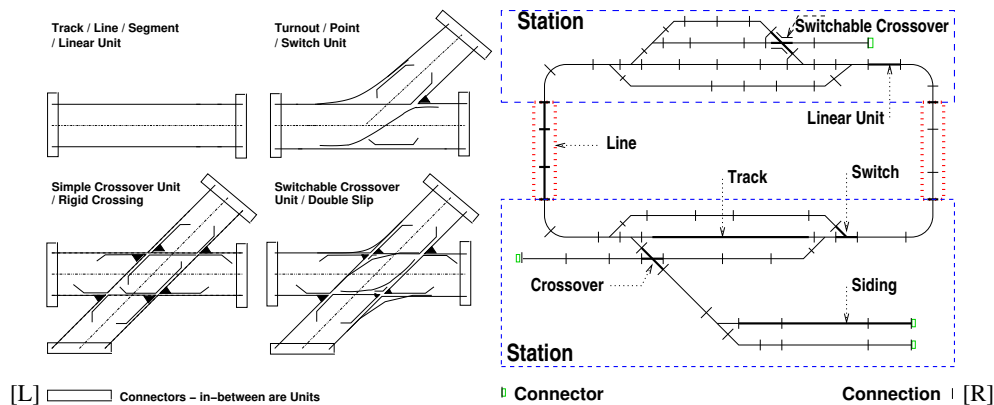 Track / Line / Segment
/ Linear Unit
Turnout / Point
/ Switch Unit
Simple Crossover Unit
/ Rigid Crossing
Switchable Crossover
Unit / Double Slip
[L]
Connectors − in−between are Units
Station
Switchable Crossover
Linear Unit
Line
Track
Switch
Crossover
Siding
Station
Connector
Connection
[R]